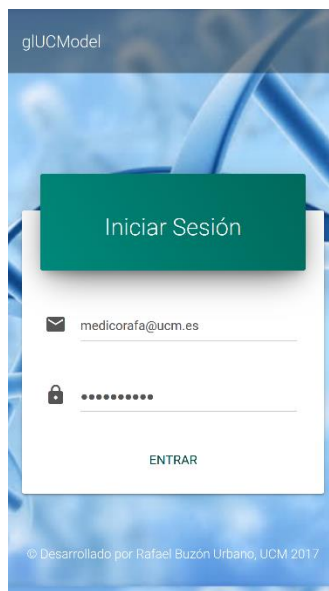 glUCModel
Iniciar Sesión
medicorafa@ucm.es
••••••••••
ENTRAR
© Desarrollado por Rafael Buzón Urbano, UCM 2017